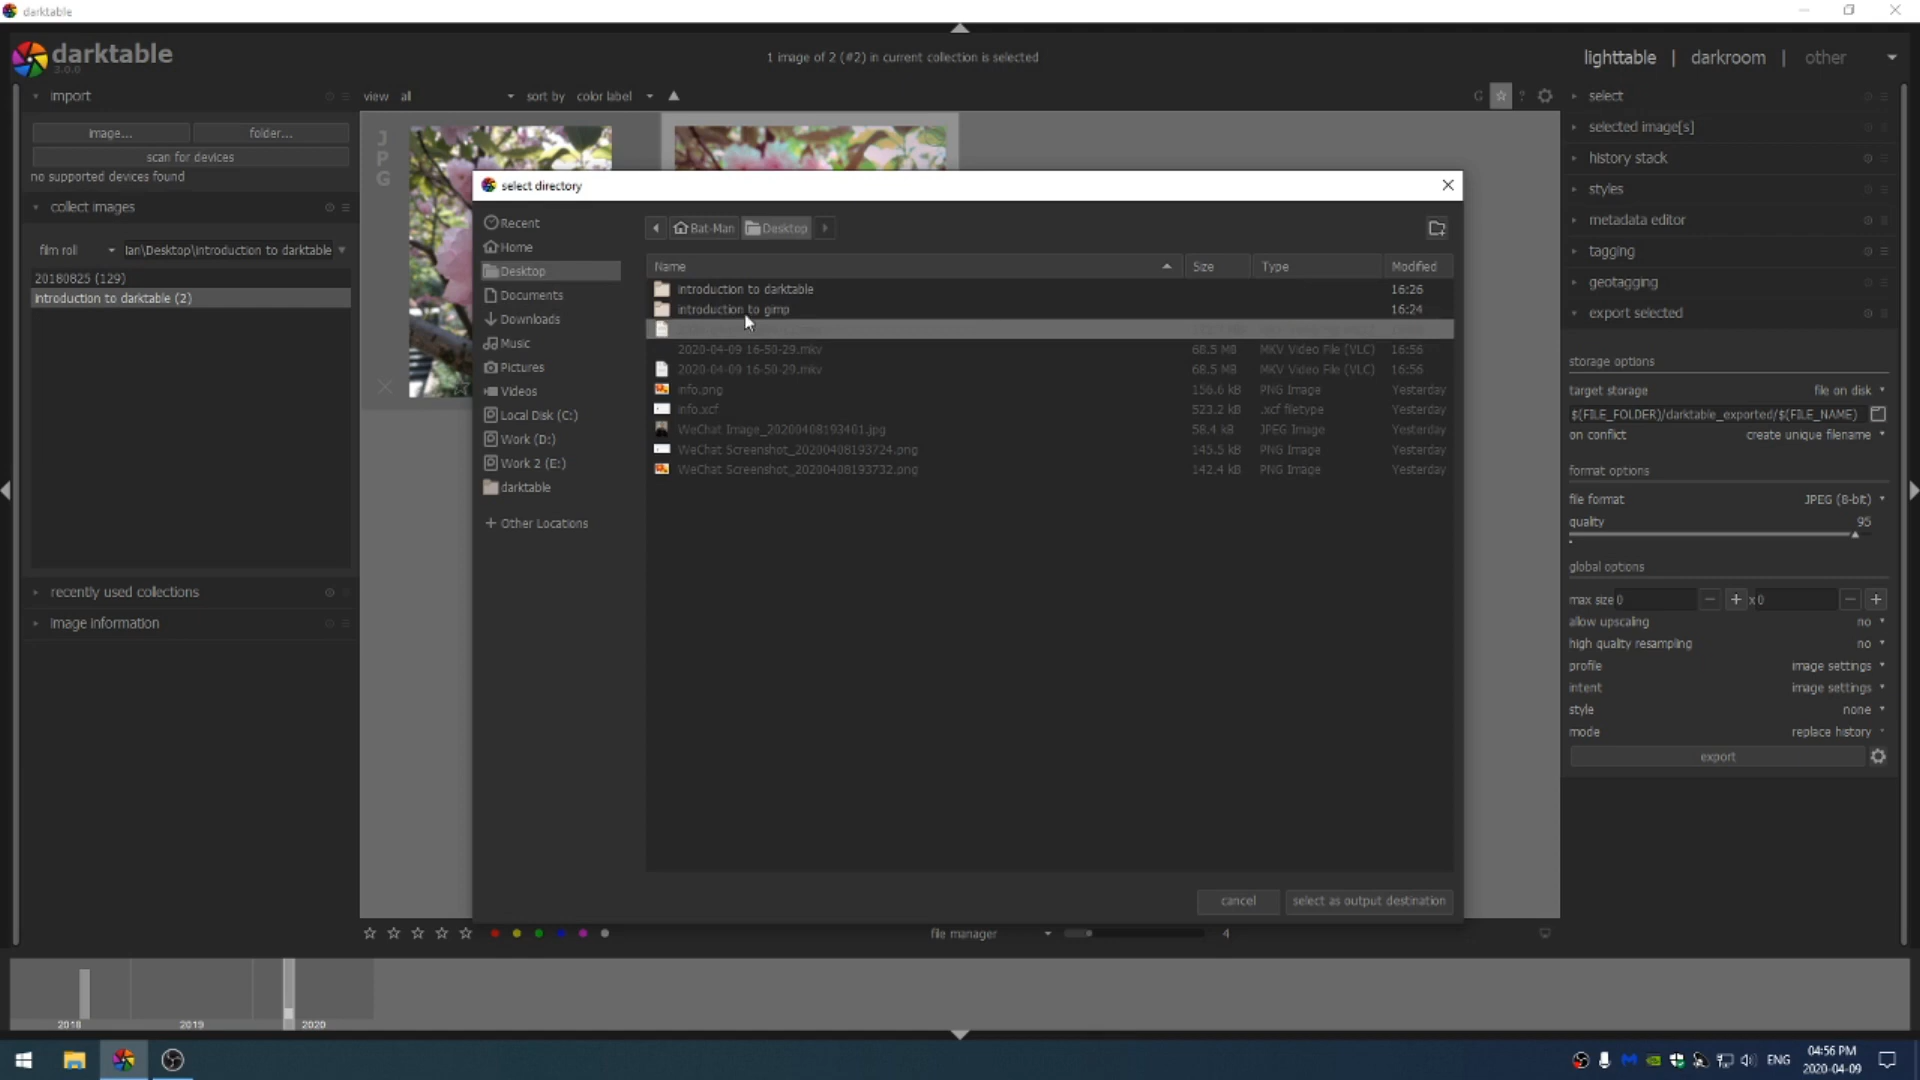 darktable
darktable
3.0.0
1 image of 2 (#2) in current collection is selected
lighttable | darkroom | other
import
view all
sort by color label
G
?
select
image...
folder...
scan for devices
no supported devices found
collect images
film roll
Ian\Desktop\Introduction to darktable
20180825 (129)
introduction to darktable (2)
recently used collections
image information
J
P
G
select directory
Recent
Home
Desktop
Documents
Downloads
Music
Pictures
Videos
Local Disk (C:)
Work (D:)
Work 2 (E:)
darktable
Other Locations
Bat-Man
Desktop
Name
Size
Type
Modified
introduction to darktable 16:26
introduction to gimp 16:24
2020-04-09 16-50-29.mkv 68.5 MB MKV Video File (VLC) 16:56
2020-04-09 16-50-29.mkv 68.5 MB MKV Video File (VLC) 16:56
info.png 156.6 kB PNG Image Yesterday
info.xcf 523.2 kB .xcf filetype Yesterday
WeChat Image_20200408193401.jpg 58.4 kB JPEG Image Yesterday
WeChat Screenshot_20200408193724.png 145.5 kB PNG Image Yesterday
WeChat Screenshot_20200408193732.png 142.4 kB PNG Image Yesterday
cancel
select as output destination
selected image[s]
history stack
styles
metadata editor
tagging
geotagging
export selected
storage options
target storage file on disk
$(FILE_FOLDER)/darktable_exported/$(FILE_NAME)
on conflict create unique filename
format options
file format JPEG (8-bit)
quality 95
global options
max size 0 x 0
allow upscaling no
high quality resampling no
profile image settings
intent image settings
style none
mode replace history
export
file manager
4
2018
2019
2020
ENG
04:56 PM
2020-04-09